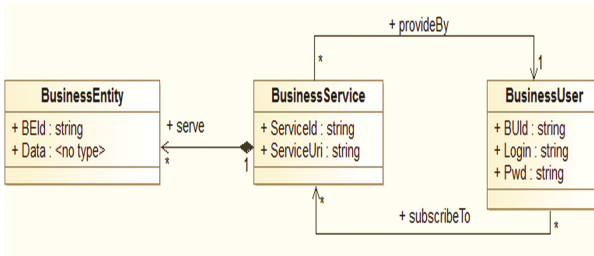 + provideBy
*
1
BusinessEntity
+ BEId : string
+ Data : <no type>
+ serve
*
1
BusinessService
+ ServiceId : string
+ ServiceUri : string
BusinessUser
+ BUId : string
+ Login : string
+ Pwd : string
*
+ subscribeTo
*